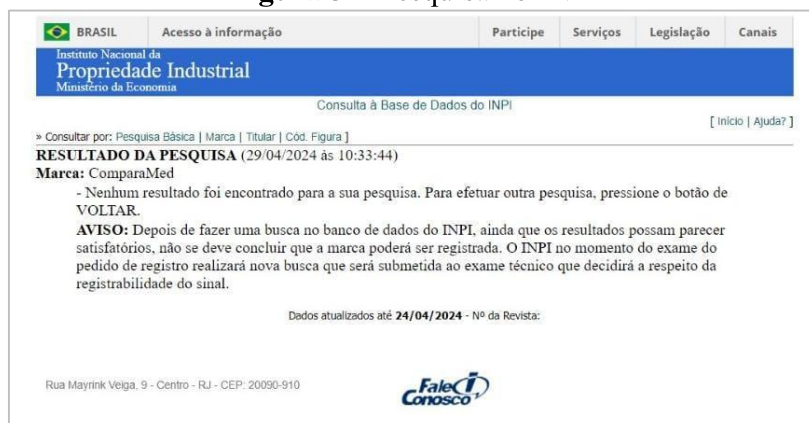 BRASIL Acesso à informação Participe Serviços Legislação Canais
Instituto Nacional da
Propriedade Industrial
Ministério da Economia
Consulta à Base de Dados do INPI
[ Início | Ajuda? ]
» Consultar por: Pesquisa Básica | Marca | Titular | Cód. Figura ]
RESULTADO DA PESQUISA (29/04/2024 às 10:33:44)
Marca: ComparaMed
- Nenhum resultado foi encontrado para a sua pesquisa. Para efetuar outra pesquisa, pressione o botão de
VOLTAR.
AVISO: Depois de fazer uma busca no banco de dados do INPI, ainda que os resultados possam parecer
satisfatórios, não se deve concluir que a marca poderá ser registrada. O INPI no momento do exame do
pedido de registro realizará nova busca que será submetida ao exame técnico que decidirá a respeito da
registrabilidade do sinal.
Dados atualizados até 24/04/2024 - Nº da Revista:
Rua Mayrink Veiga, 9 - Centro - RJ - CEP: 20090-910
Fale
Conosco